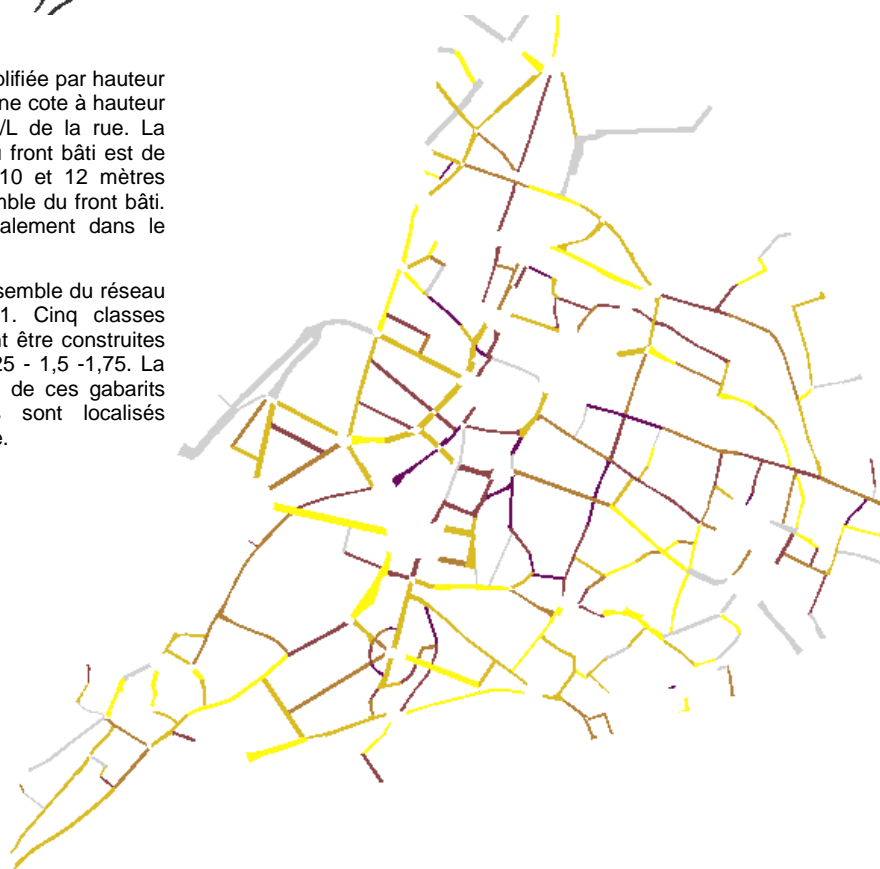 olifiée par hauteur
ne cote à hauteur
/L de la rue. La
u front bâti est de
10 et 12 mètres
nble du front bâti.
alement dans le
semble du réseau
1. Cinq classes
nt être construites
25 - 1,5 -1,75. La
de ces gabarits
s sont localisés
e.